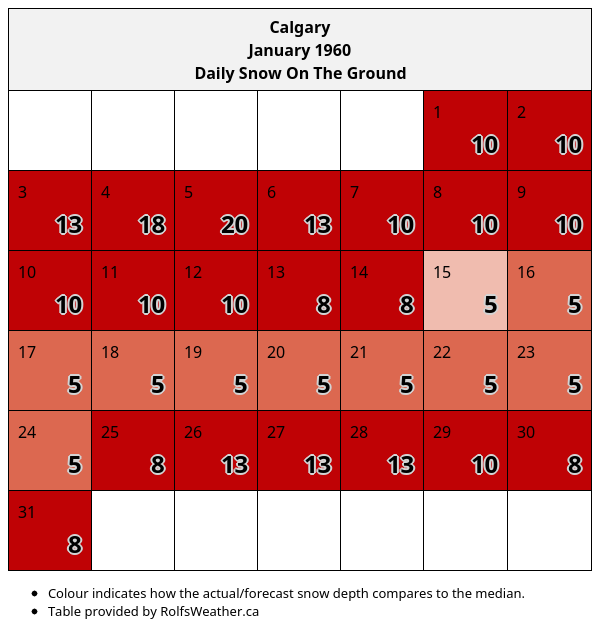 Calgary
January 1960
Daily Snow On The Ground
1 2
10 10
3 4 5 6 7 8 9
13 18 20 13 10 10 10
10 11 12 13 14 15 16
10 10 10 8 8 5 5
17 18 19 20 21 22 23
5 5 5 5 5 5 5
24 25 26 27 28 29 30
5 8 13 13 13 10 8
31
8
• Colour indicates how the actual/forecast snow depth compares to the median.
• Table provided by RolfsWeather.ca